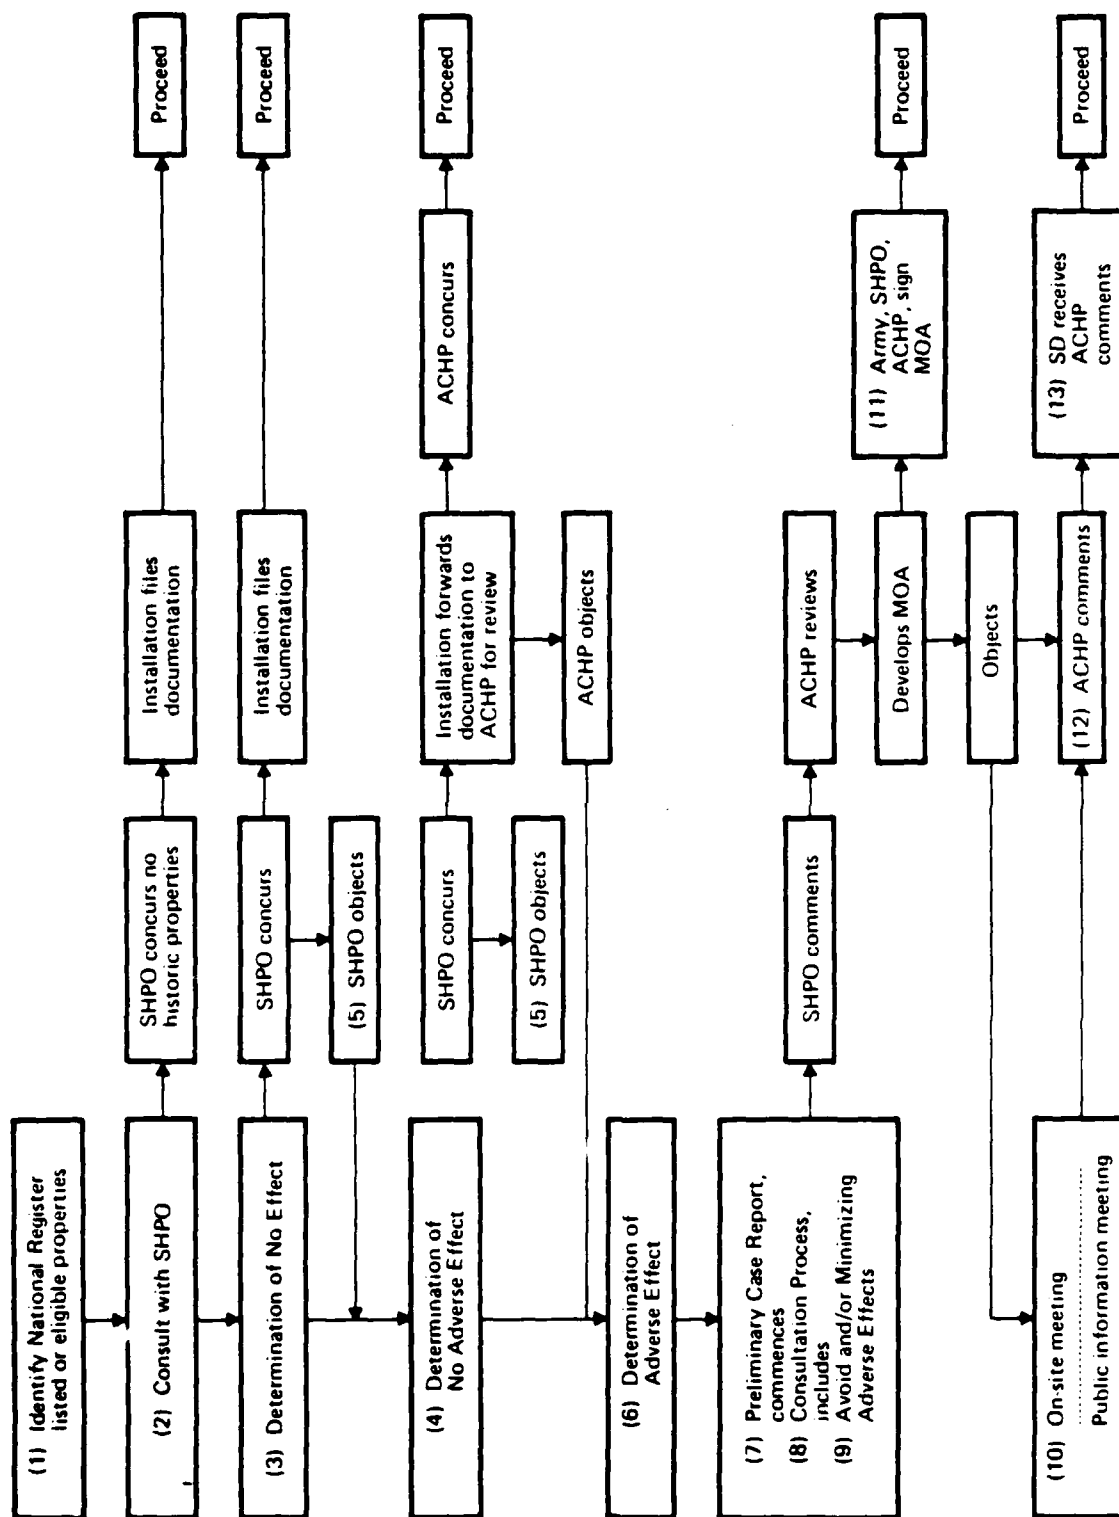 (1) Identify National Register
listed or eligible properties
(2) Consult with SHPO
SHPO concurs no
historic properties
Installation files
documentation
Proceed
(3) Determination of No Effect
SHPO concurs
Installation files
documentation
Proceed
(5) SHPO objects
(4) Determination of
No Adverse Effect
SHPO concurs
Installation forwards
documentation to
ACHP for review
ACHP concurs
Proceed
(5) SHPO objects
ACHP objects
(6) Determination of
Adverse Effect
(7) Preliminary Case Report,
commences
(8) Consultation Process,
includes
(9) Avoid and/or Minimizing
Adverse Effects
SHPO comments
ACHP reviews
Develops MOA
(11) Army, SHPO,
ACHP, sign
MOA
Proceed
Objects
(10) On-site meeting
Public information meeting
(12) ACHP comments
(13) SD receives
ACHP
comments
Proceed